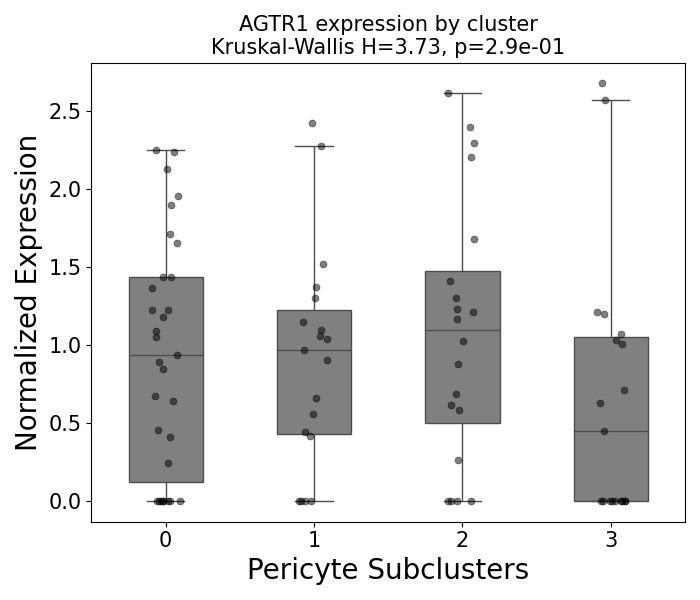 AGTR1 expression by cluster
Kruskal-Wallis H=3.73, p=2.9e-01
Normalized Expression
2.5
2.0
1.5
1.0
0.5
0.0
0 1 2 3
Pericyte Subclusters